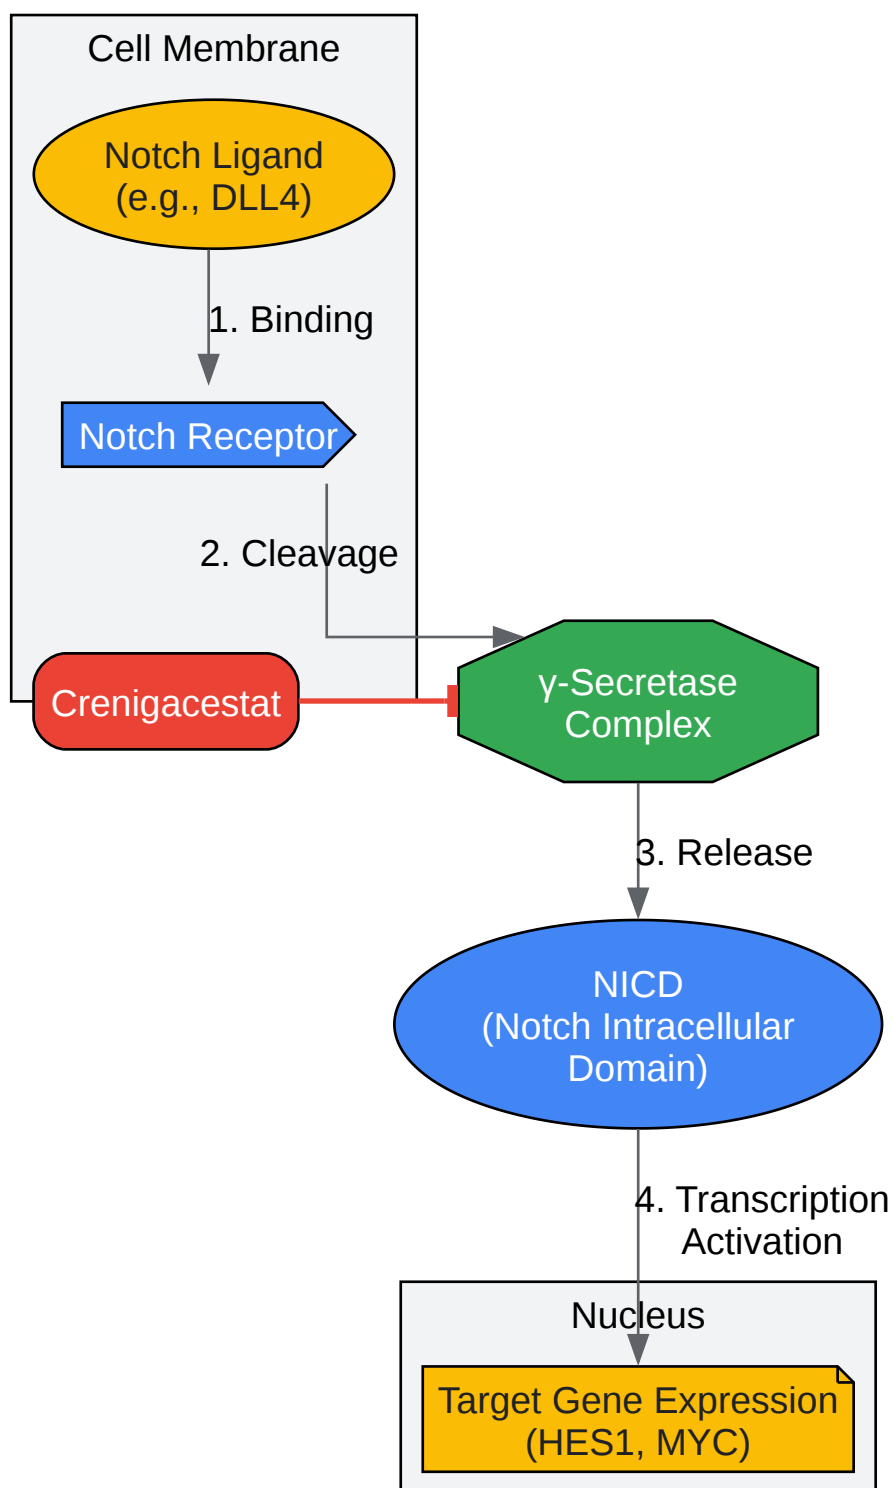 Cell Membrane
Notch Ligand
(e.g., DLL4)
1. Binding
Notch Receptor
2. Cleavage
Crenigacestat
γ-Secretase
Complex
3. Release
NICD
(Notch Intracellular
Domain)
4. Transcription
Activation
Nucleus
Target Gene Expression
(HES1, MYC)